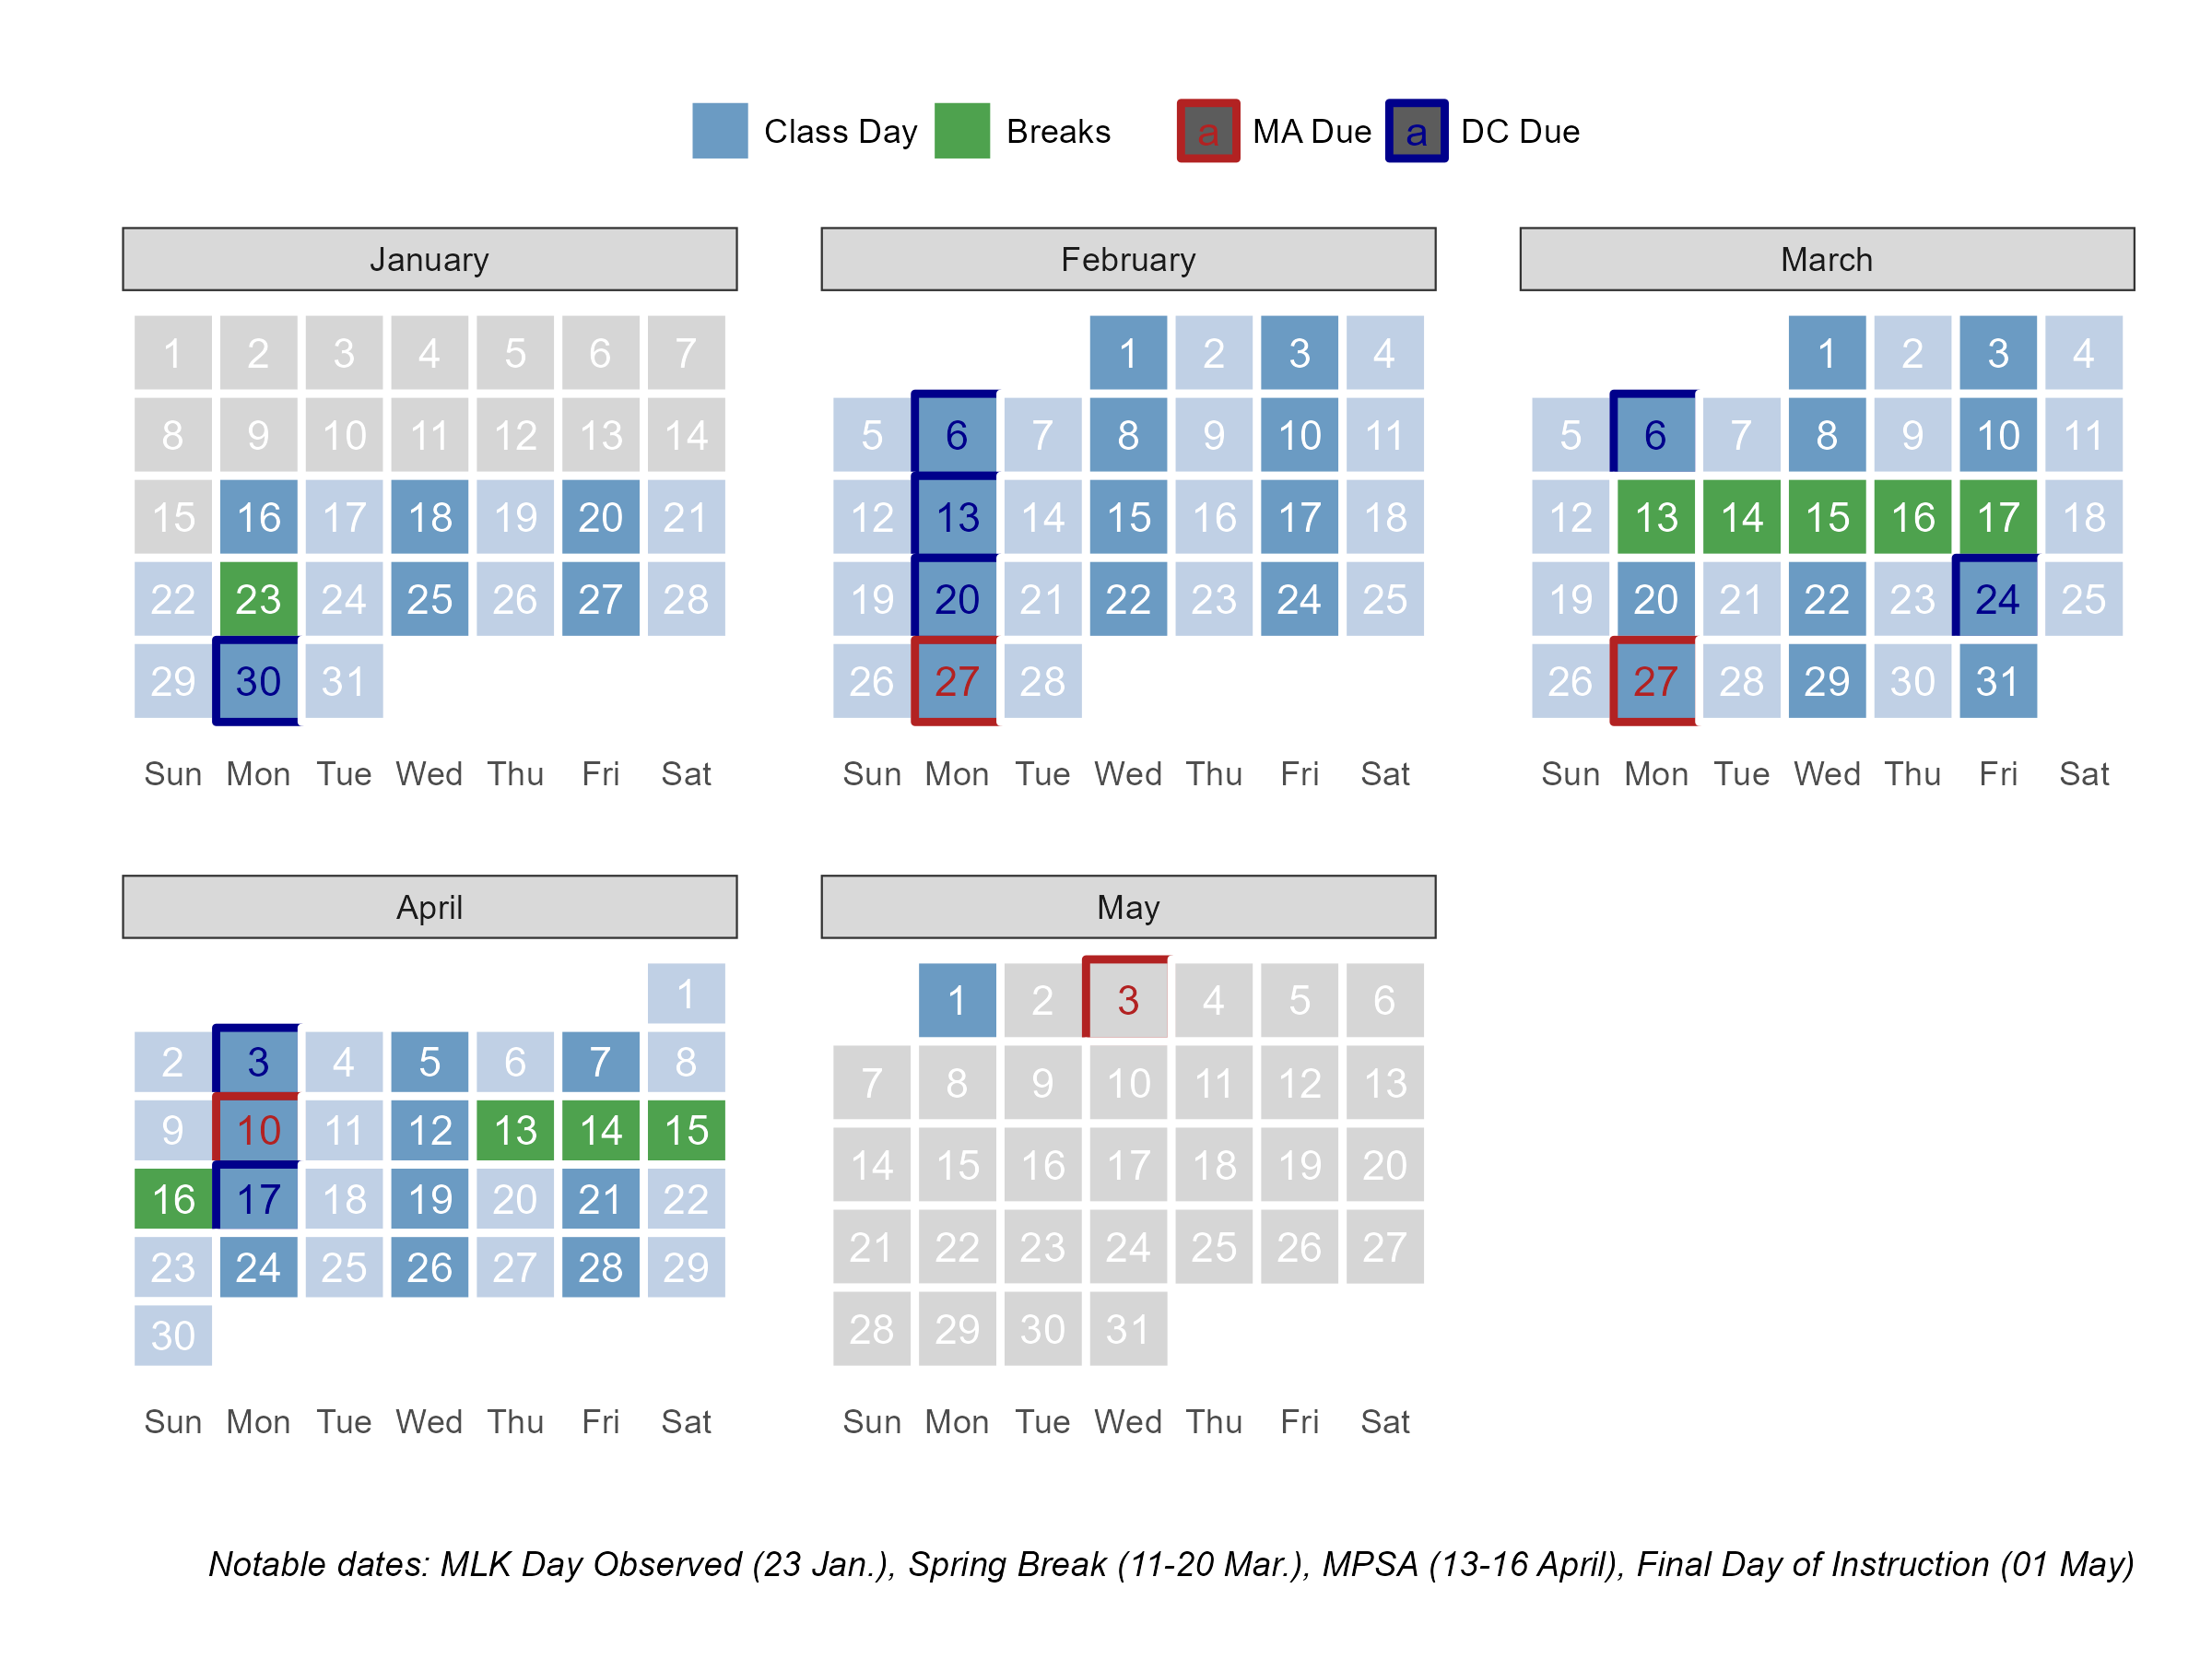 Class Day Breaks a MA Due a DC Due
January
1 2 3 4 5 6 7
8 9 10 11 12 13 14
15 16 17 18 19 20 21
22 23 24 25 26 27 28
29 30 31
Sun Mon Tue Wed Thu Fri Sat
February
1 2 3 4
5 6 7 8 9 10 11
12 13 14 15 16 17 18
19 20 21 22 23 24 25
26 27 28
Sun Mon Tue Wed Thu Fri Sat
March
1 2 3 4
5 6 7 8 9 10 11
12 13 14 15 16 17 18
19 20 21 22 23 24 25
26 27 28 29 30 31
Sun Mon Tue Wed Thu Fri Sat
April
1
2 3 4 5 6 7 8
9 10 11 12 13 14 15
16 17 18 19 20 21 22
23 24 25 26 27 28 29
30
Sun Mon Tue Wed Thu Fri Sat
May
1 2 3 4 5 6
7 8 9 10 11 12 13
14 15 16 17 18 19 20
21 22 23 24 25 26 27
28 29 30 31
Sun Mon Tue Wed Thu Fri Sat
Notable dates: MLK Day Observed (23 Jan.), Spring Break (11-20 Mar.), MPSA (13-16 April), Final Day of Instruction (01 May)